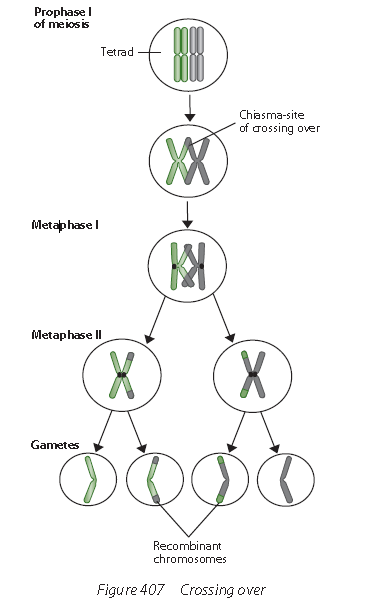 Prophase I
of meiosis
Tetrad
Chiasma-site
of crossing over
Metaphase I
Metaphase II
Gametes
Recombinant
chromosomes
Figure 407 Crossing over